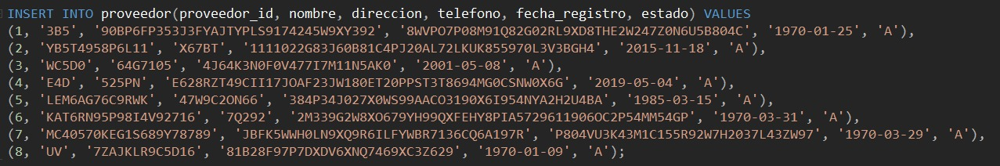 INSERT INTO proveedor(proveedor_id, nombre, direccion, telefono, fecha_registro, estado) VALUES
(1, '3B5', '90BP6FP353J3FYAJTYPLS9174245W9XY392', '8WVPO7P08M91Q82G02RL9XD8THE2W247Z0N6U5B804C', '1970-01-25', 'A'),
(2, 'YB5T4958P6L11', 'X67BT', '1111022G83J60B81C4PJ20AL72LKUK855970L3V3BGH4', '2015-11-18', 'A'),
(3, 'WC5D0', '64G7105', '4J64K3N0F0V477I7M11N5AK0', '2001-05-08', 'A'),
(4, 'E4D', '525PN', 'E628RZT49CII17JOAF23JW180ET20PPST3T8694MG0CSNW0X6G', '2019-05-04', 'A'),
(5, 'LEM6AG76C9RWK', '47W9C2ON66', '384P34J027X0WS99AACO3190X6I954NYA2H2U4BA', '1985-03-15', 'A'),
(6, 'KAT6RN95P98I4V92716', '7Q292', '2M339G2W8XO679YH99QXFEHY8PIA5729611906OC2P54MM54GP', '1970-03-31', 'A'),
(7, 'MC40570KEG1S689Y78789', 'JBFK5WWH0LN9XQ9R6ILFYWBR7136CQ6A197R', 'P804VU3K43M1C155R92W7H2037L43ZW97', '1970-03-29', 'A'),
(8, 'UV', '7ZAJKLR9C5D16', '81B28F97P7DXDV6XNQ7469XC3Z629', '1970-01-09', 'A');